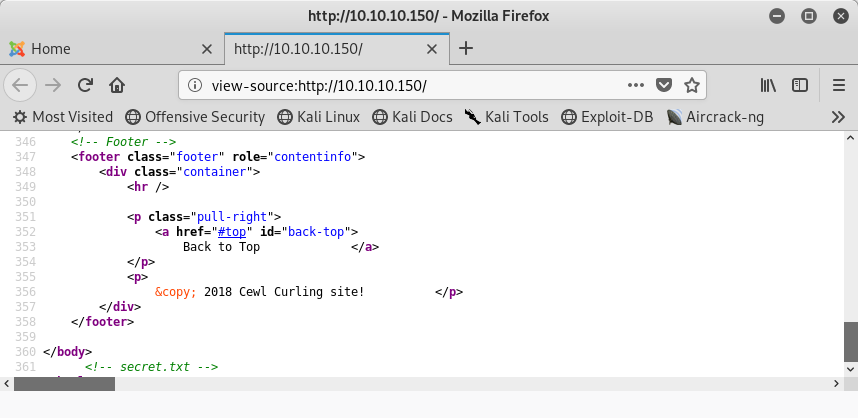 http://10.10.10.150/ - Mozilla Firefox
Home
http://10.10.10.150/
view-source:http://10.10.10.150/
Most Visited Offensive Security Kali Linux Kali Docs Kali Tools Exploit-DB Aircrack-ng
346 <!-- Footer -->
347 <footer class="footer" role="contentinfo">
348 <div class="container">
349 <hr />
350
351 <p class="pull-right">
352 <a href="#top" id="back-top">
353 Back to Top </a>
354 </p>
355 <p>
356 &copy; 2018 Cewl Curling site! </p>
357 </div>
358 </footer>
359
360 </body>
361 <!-- secret.txt -->